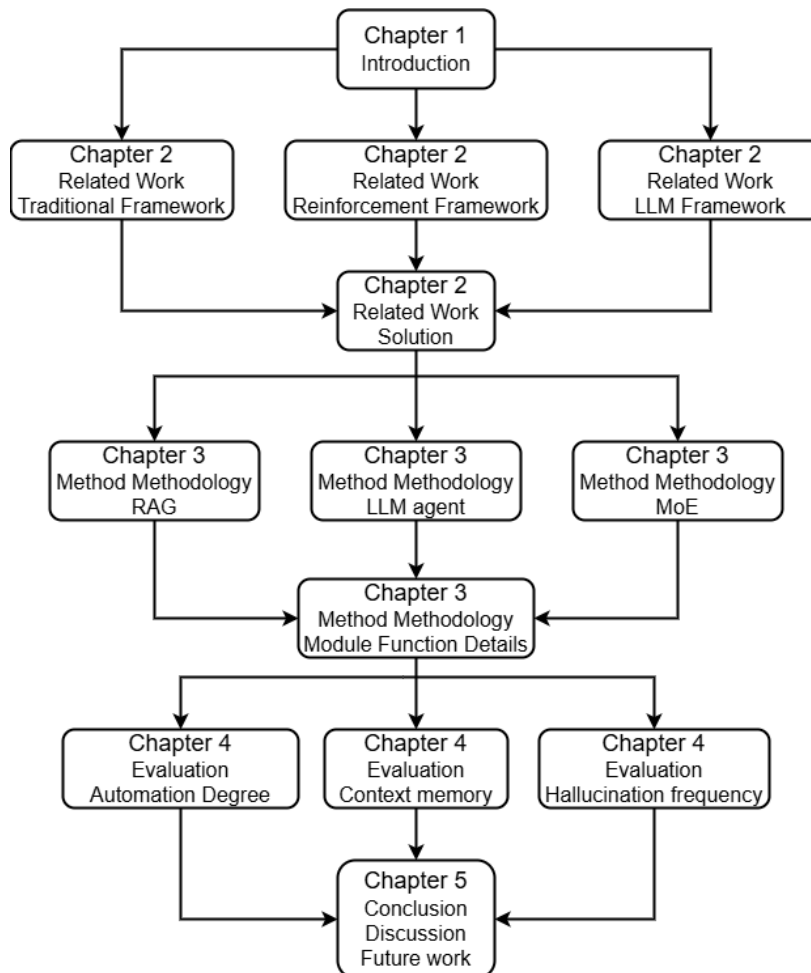 Chapter 1
Introduction
Chapter 2
Related Work
Traditional Framework
Chapter 2
Related Work
Reinforcement Framework
Chapter 2
Related Work
LLM Framework
Chapter 2
Related Work
Solution
Chapter 3
Method Methodology
RAG
Chapter 3
Method Methodology
LLM agent
Chapter 3
Method Methodology
MoE
Chapter 3
Method Methodology
Module Function Details
Chapter 4
Evaluation
Automation Degree
Chapter 4
Evaluation
Context memory
Chapter 4
Evaluation
Hallucination frequency
Chapter 5
Conclusion
Discussion
Future work